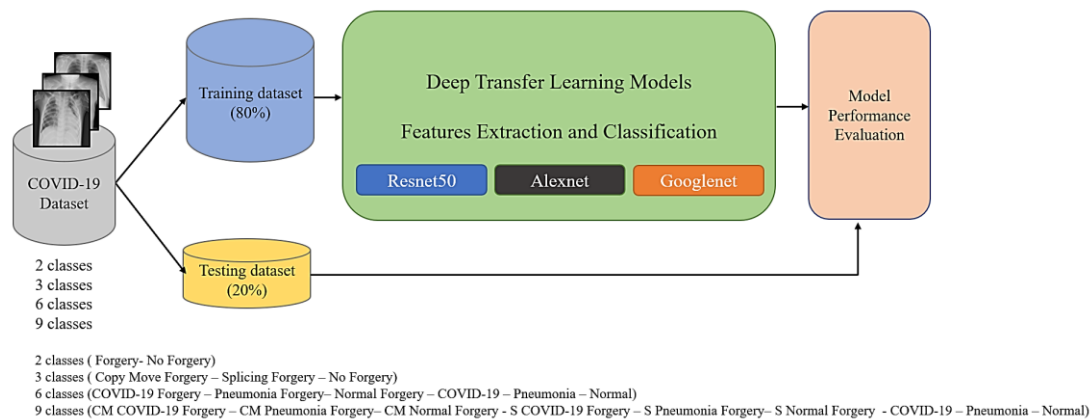 COVID-19
Dataset
2 classes
3 classes
6 classes
9 classes
Training dataset
(80%)
Testing dataset
(20%)
Deep Transfer Learning Models
Features Extraction and Classification
Resnet50
Alexnet
Googlenet
Model
Performance
Evaluation
2 classes ( Forgery- No Forgery)
3 classes ( Copy Move Forgery – Splicing Forgery – No Forgery)
6 classes (COVID-19 Forgery – Pneumonia Forgery– Normal Forgery – COVID-19 – Pneumonia – Normal)
9 classes (CM COVID-19 Forgery – CM Pneumonia Forgery– CM Normal Forgery - S COVID-19 Forgery – S Pneumonia Forgery– S Normal Forgery - COVID-19 – Pneumonia – Normal)